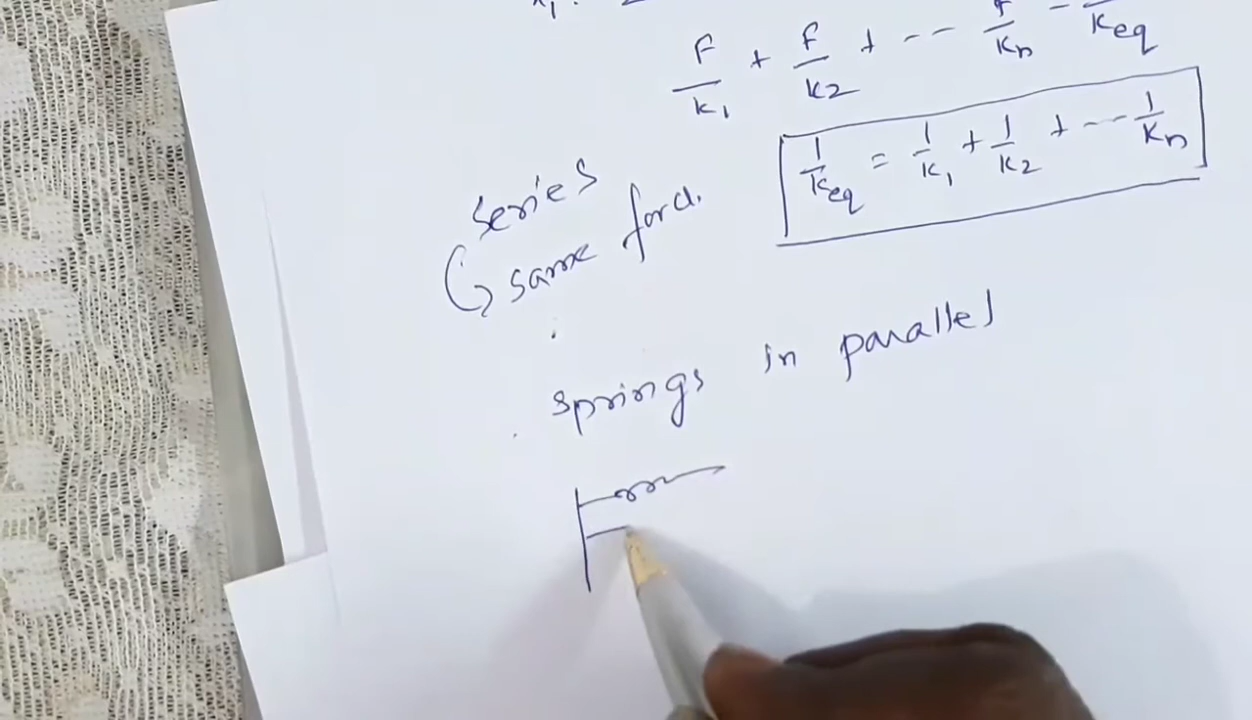 F/k₁ + F/k₂ + -- F/kₙ = /keq
1/keq = 1/k₁ + 1/k₂ + -- 1/kₙ
series
↳ same force.
springs in parallel